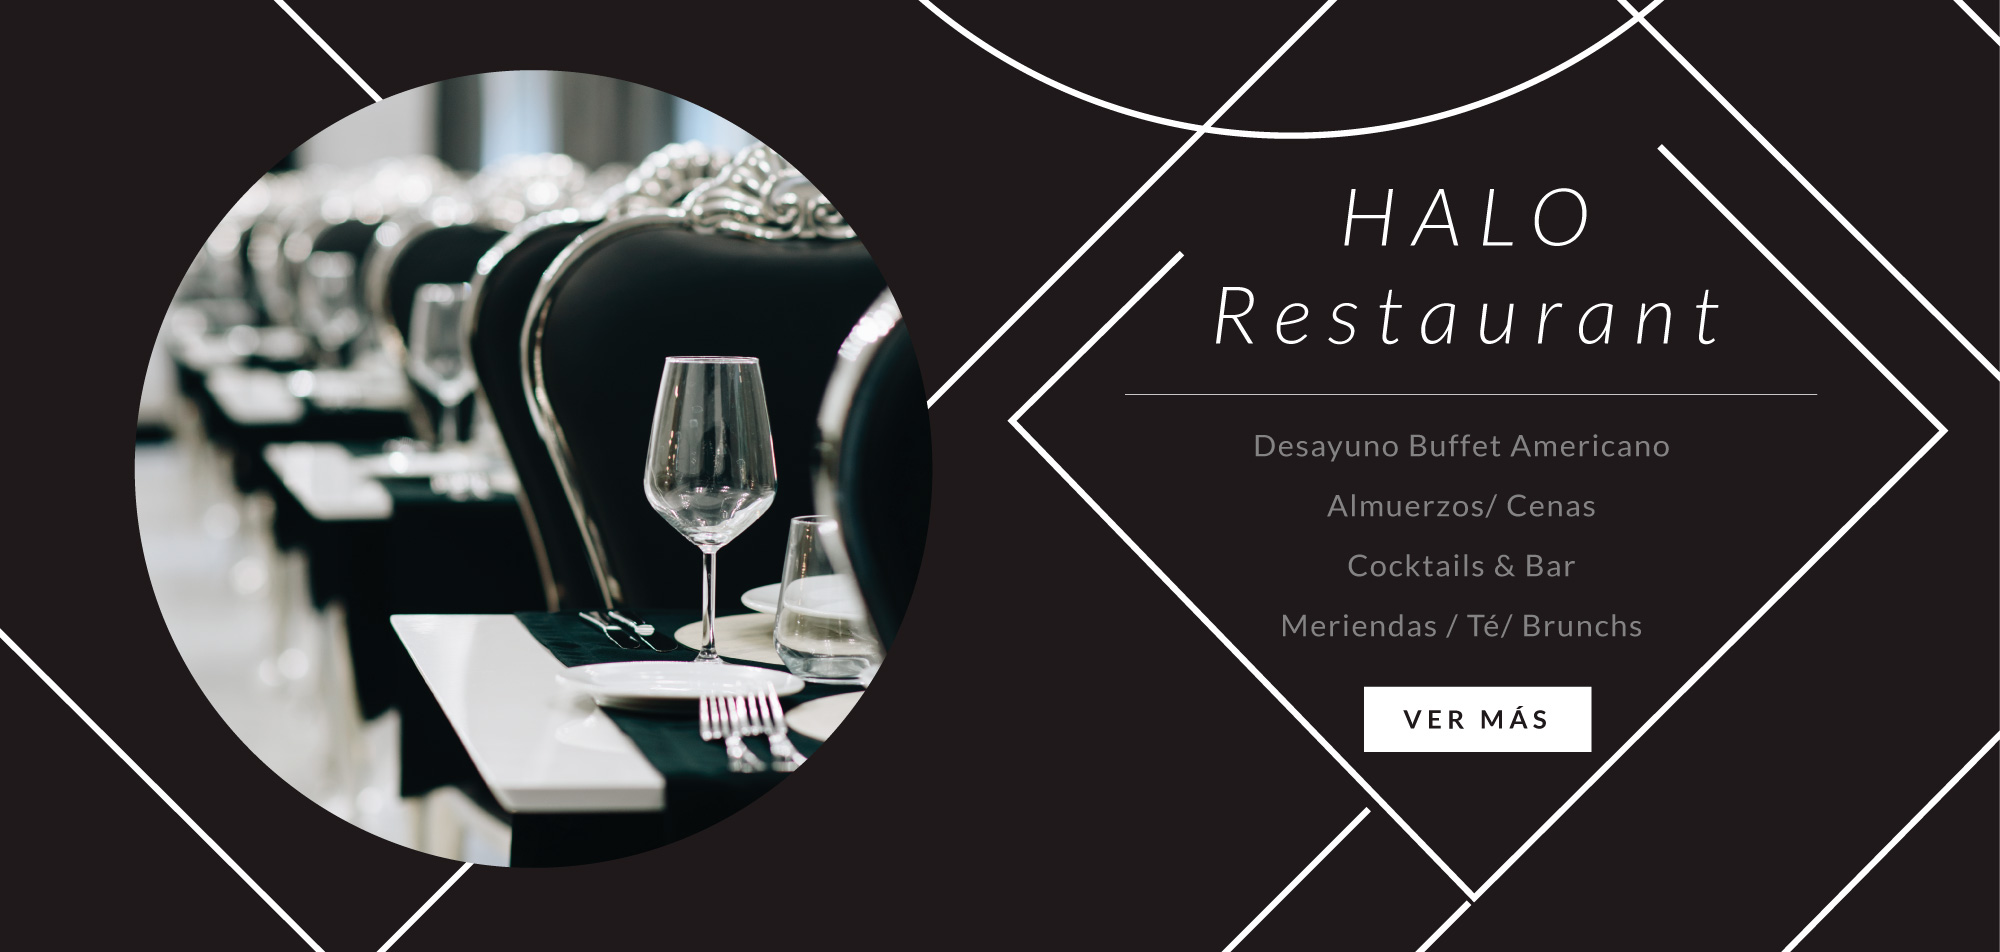 HALO
Restaurant
Desayuno Buffet Americano
Almuerzos/ Cenas
Cocktails & Bar
Meriendas / Té/ Brunchs
VER MÁS